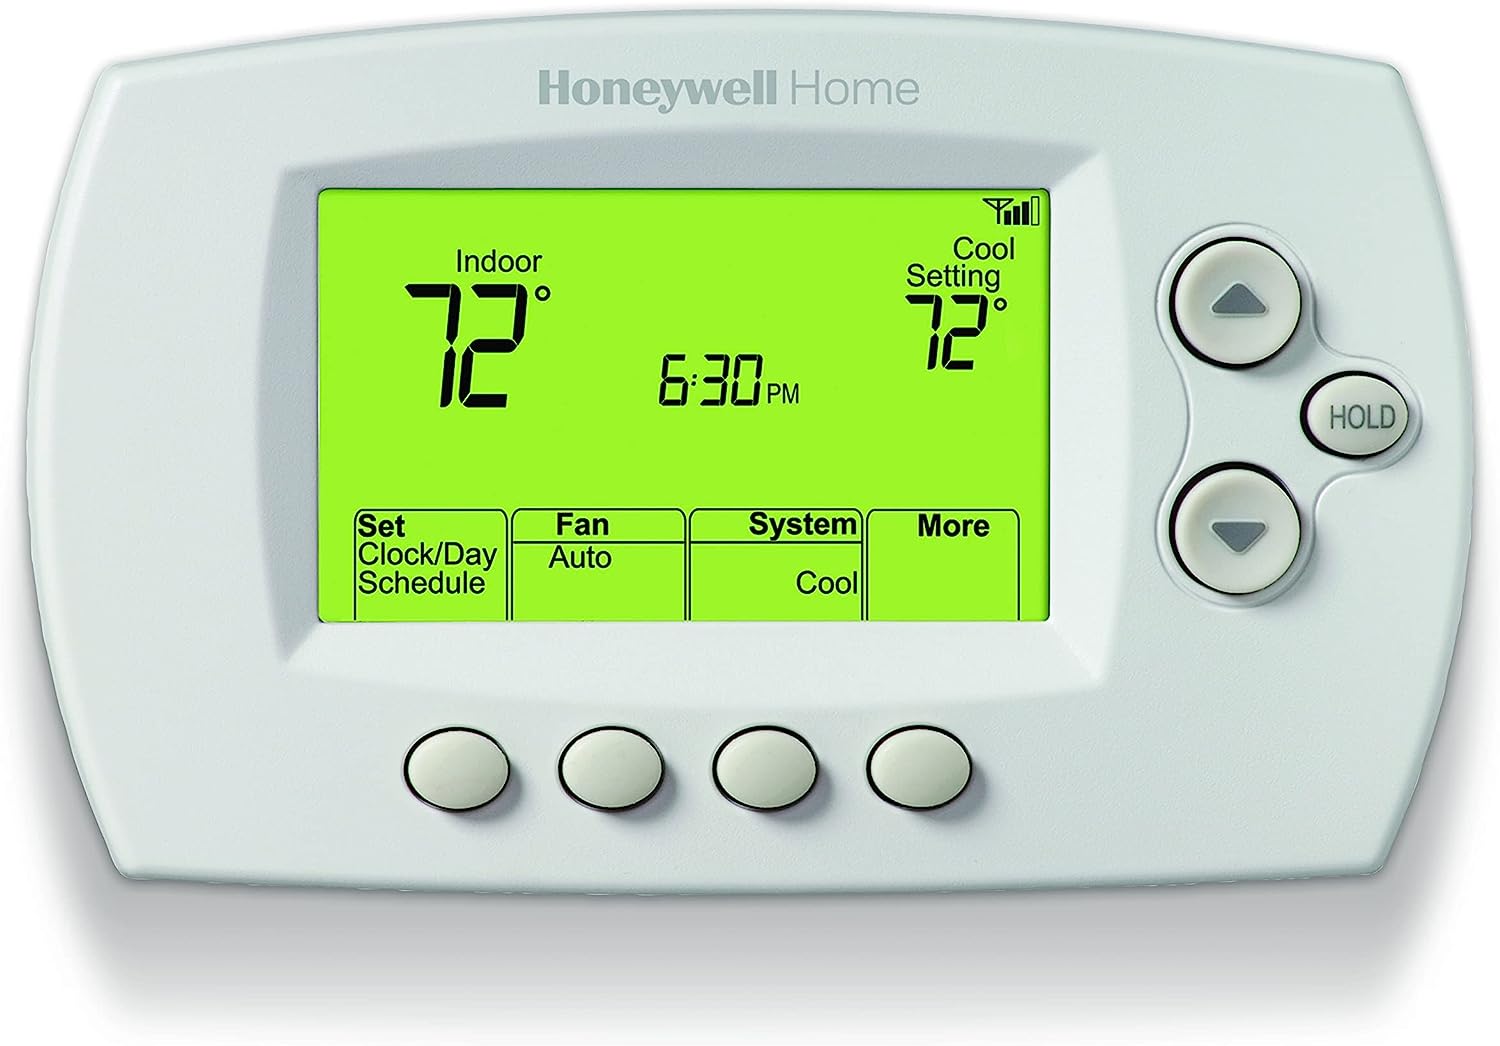 Honeywell Home
Indoor
72°
6:30 PM
Cool
Setting
72°
Set
Clock/Day
Schedule
Fan
Auto
System
Cool
More
HOLD